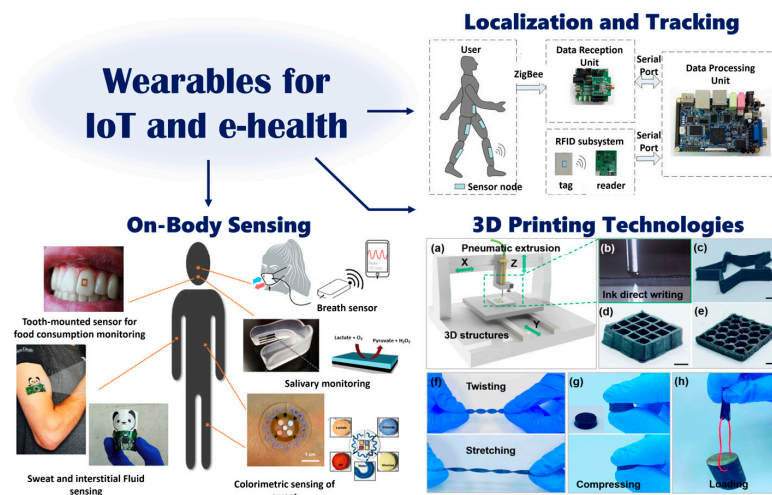 Wearables for
IoT and e-health
Localization and Tracking
User
ZigBee
Data Reception
Unit
Serial
Port
Data Processing
Unit
RFID subsystem
tag
reader
Serial
Port
Sensor node
On-Body Sensing
Tooth-mounted sensor for
food consumption monitoring
Breath sensor
Lactate + O₂
Pyruvate + H₂O₂
Salivary monitoring
Sweat and interstitial Fluid
sensing
1 cm
Lactate
pH
Colorimetric sensing of
3D Printing Technologies
(a)
Pneumatic extrusion
X
Z
Y
3D structures
(b)
Ink direct writing
(c)
(d)
(e)
(f)
Twisting
Stretching
(g)
Compressing
(h)
Loading